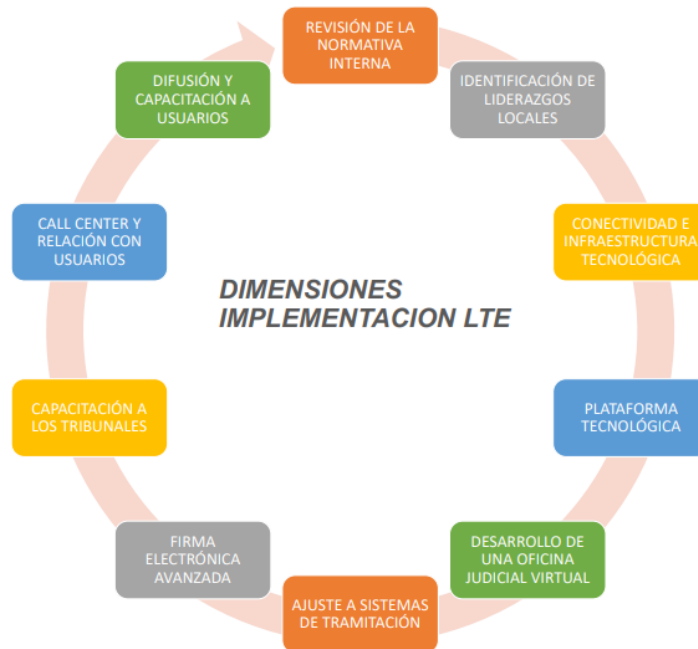 REVISIÓN DE LA
NORMATIVA
INTERNA
IDENTIFICACIÓN DE
LIDERAZGOS
LOCALES
CONECTIVIDAD E
INFRAESTRUCTURA
TECNOLÓGICA
PLATAFORMA
TECNOLÓGICA
DESARROLLO DE
UNA OFICINA
JUDICIAL VIRTUAL
AJUSTE A SISTEMAS
DE TRAMITACIÓN
FIRMA
ELECTRÓNICA
AVANZADA
CAPACITACIÓN A
LOS TRIBUNALES
CALL CENTER Y
RELACIÓN CON
USUARIOS
DIFUSIÓN Y
CAPACITACIÓN A
USUARIOS
DIMENSIONES
IMPLEMENTACION LTE